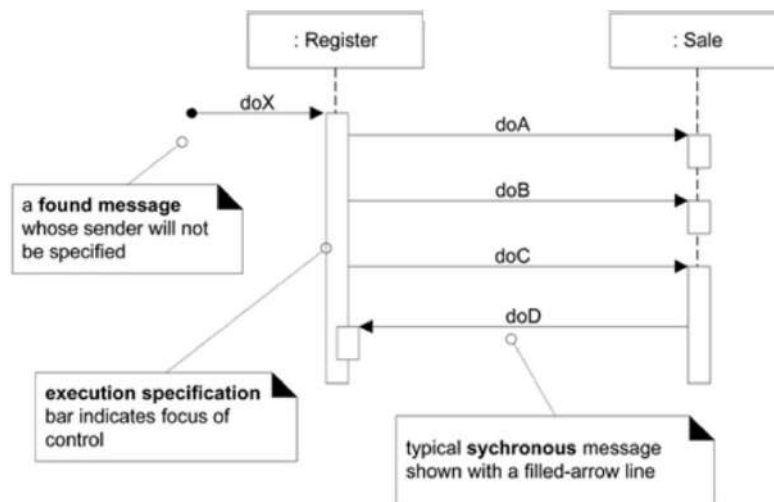 : Register
: Sale
doX
doA
doB
doC
doD
a found message
whose sender will not
be specified
execution specification
bar indicates focus of
control
typical sychronous message
shown with a filled-arrow line